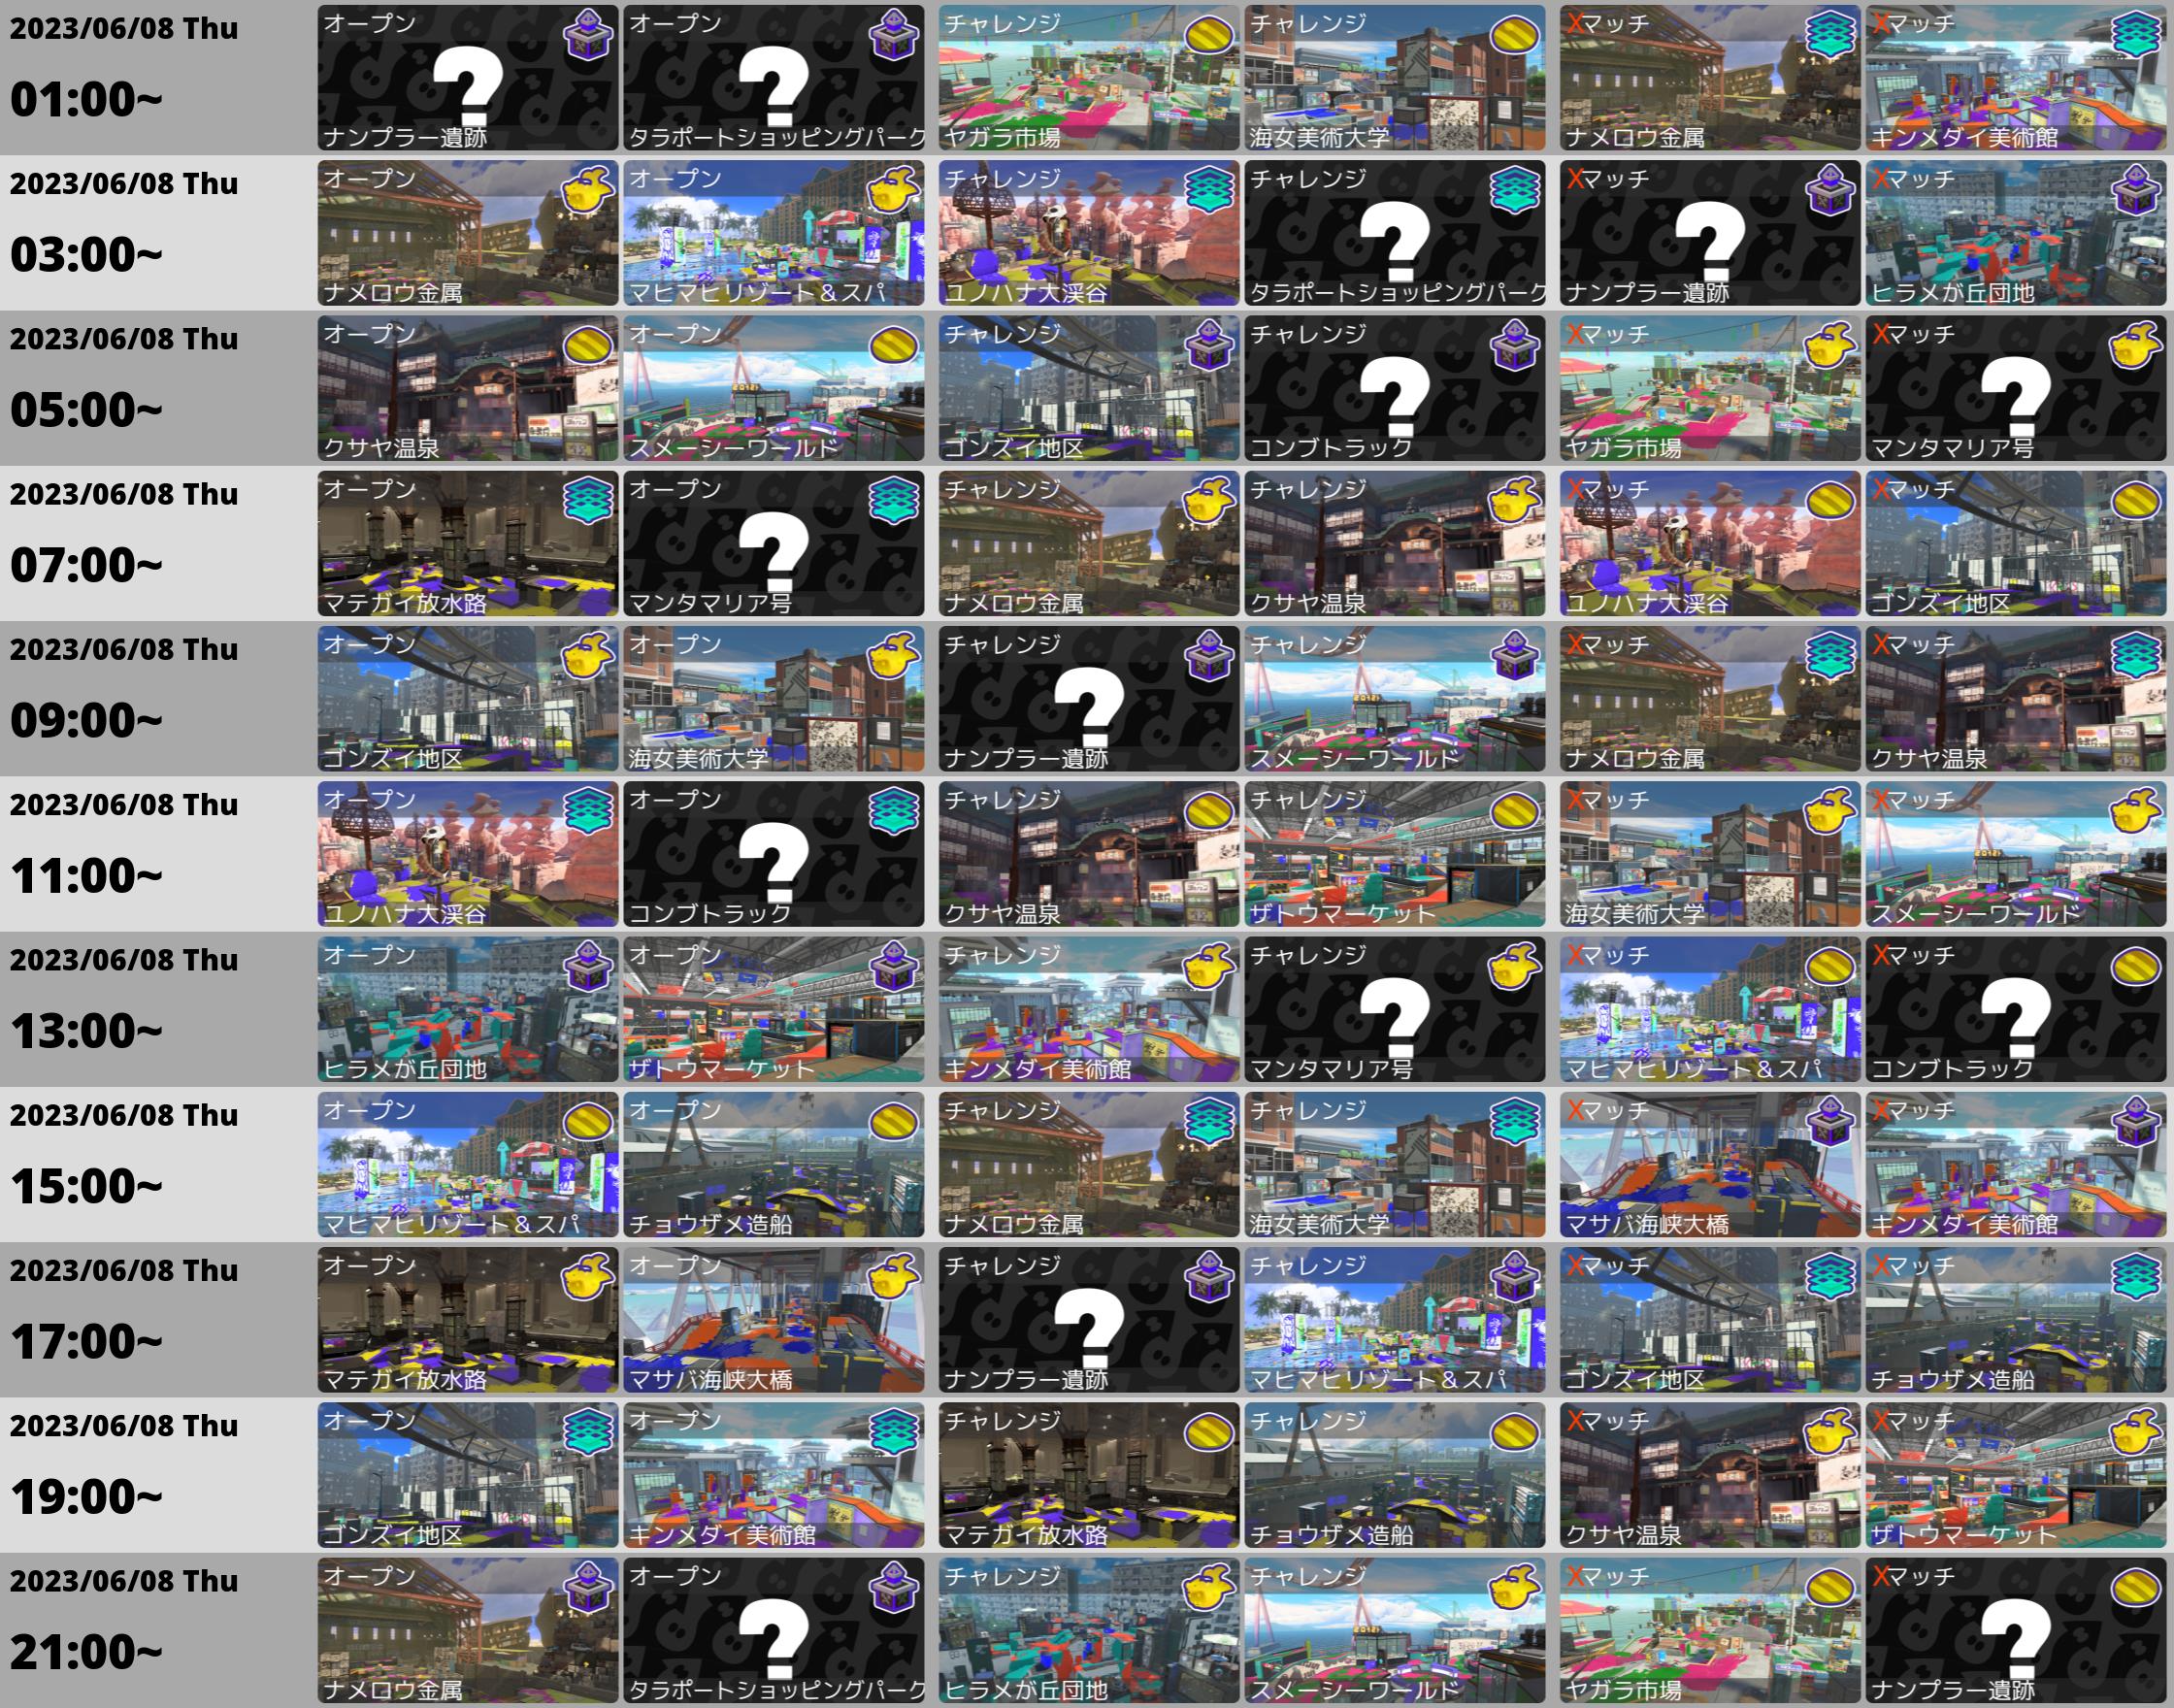 2023/06/08 Thu
01:00~
オープン
ナンプラー遺跡
オープン
タラポートショッピングパーク
チャレンジ
ヤガラ市場
チャレンジ
海女美術大学
Xマッチ
ナメロウ金属
Xマッチ
キンメダイ美術館
2023/06/08 Thu
03:00~
オープン
ナメロウ金属
オープン
マヒマヒリゾート＆スパ
チャレンジ
ユノハナ大渓谷
チャレンジ
タラポートショッピングパーク
Xマッチ
ナンプラー遺跡
Xマッチ
ヒラメが丘団地
2023/06/08 Thu
05:00~
オープン
クサヤ温泉
オープン
スメーシーワールド
チャレンジ
ゴンズイ地区
チャレンジ
コンブトラック
Xマッチ
ヤガラ市場
Xマッチ
マンタマリア号
2023/06/08 Thu
07:00~
オープン
マテガイ放水路
オープン
マンタマリア号
チャレンジ
ナメロウ金属
チャレンジ
クサヤ温泉
Xマッチ
ユノハナ大渓谷
Xマッチ
ゴンズイ地区
2023/06/08 Thu
09:00~
オープン
ゴンズイ地区
オープン
海女美術大学
チャレンジ
ナンプラー遺跡
チャレンジ
スメーシーワールド
Xマッチ
ナメロウ金属
Xマッチ
クサヤ温泉
2023/06/08 Thu
11:00~
オープン
ユノハナ大渓谷
オープン
コンブトラック
チャレンジ
クサヤ温泉
チャレンジ
ザトウマーケット
Xマッチ
海女美術大学
Xマッチ
スメーシーワールド
2023/06/08 Thu
13:00~
オープン
ヒラメが丘団地
オープン
ザトウマーケット
チャレンジ
キンメダイ美術館
チャレンジ
マンタマリア号
Xマッチ
マヒマヒリゾート＆スパ
Xマッチ
コンブトラック
2023/06/08 Thu
15:00~
オープン
マヒマヒリゾート＆スパ
オープン
チョウザメ造船
チャレンジ
ナメロウ金属
チャレンジ
海女美術大学
Xマッチ
マサバ海峡大橋
Xマッチ
キンメダイ美術館
2023/06/08 Thu
17:00~
オープン
マテガイ放水路
オープン
マサバ海峡大橋
チャレンジ
ナンプラー遺跡
チャレンジ
マヒマヒリゾート＆スパ
Xマッチ
ゴンズイ地区
Xマッチ
チョウザメ造船
2023/06/08 Thu
19:00~
オープン
ゴンズイ地区
オープン
キンメダイ美術館
チャレンジ
マテガイ放水路
チャレンジ
チョウザメ造船
Xマッチ
クサヤ温泉
Xマッチ
ザトウマーケット
2023/06/08 Thu
21:00~
オープン
ナメロウ金属
オープン
タラポートショッピングパーク
チャレンジ
ヒラメが丘団地
チャレンジ
スメーシーワールド
Xマッチ
ヤガラ市場
Xマッチ
ナンプラー遺跡